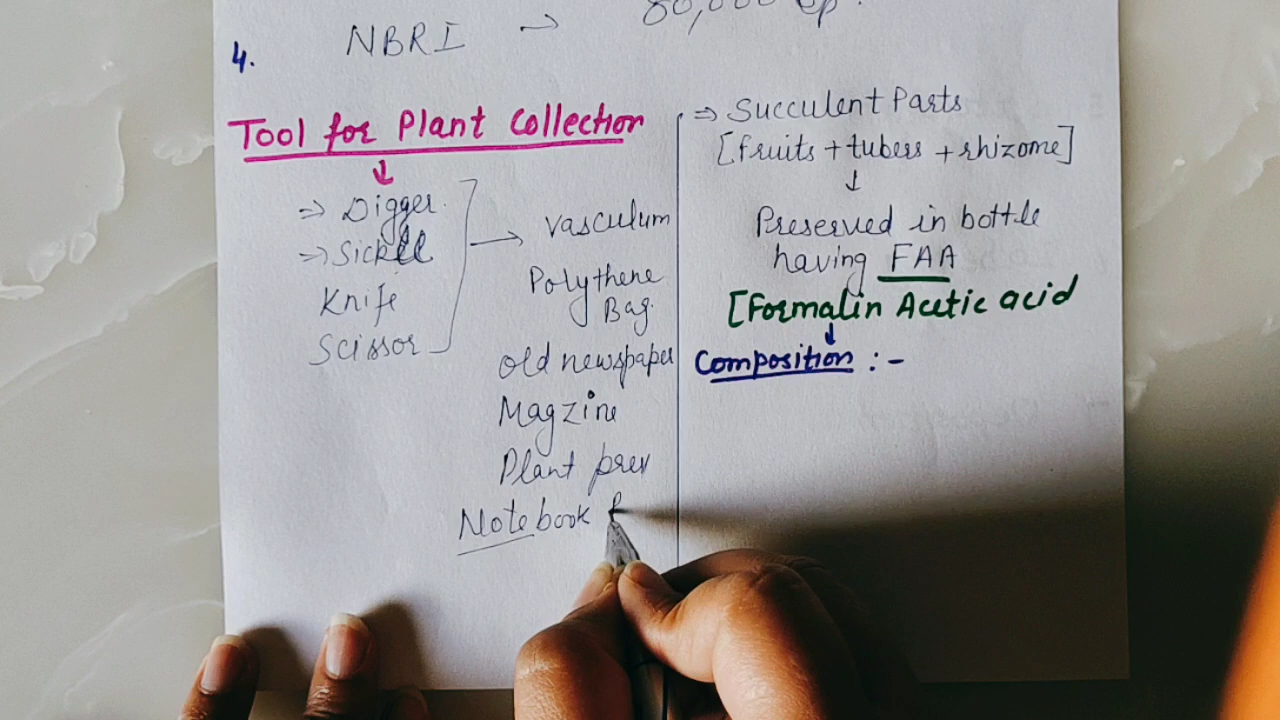 4. NBRI → 80,000 sp.
Tool for Plant Collection
↓
⇒ Digger
⇒ Sickle
Knife
Scissor
→ Vasculum
Polythene
Bag.
old newspaper
Magzine
Plant
Notebook
⇒ Succulent Parts
[fruits + tubers + rhizome]
↓
Preserved in bottle
having FAA
[Formalin Acetic acid
↓
Composition :-